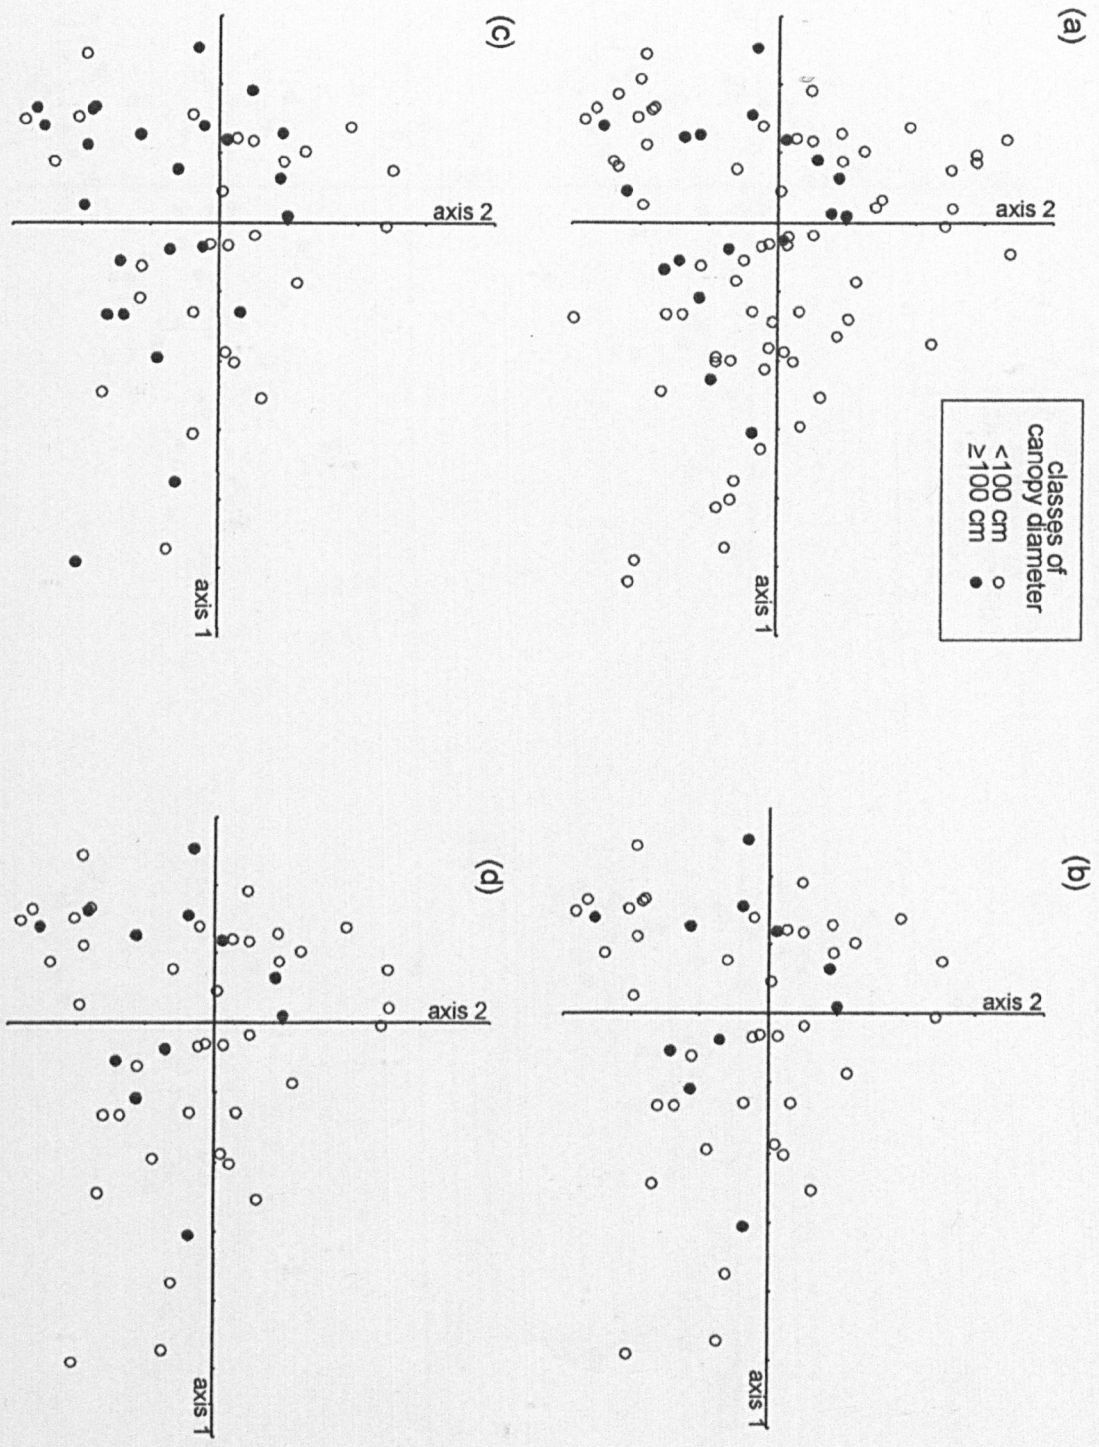 (a)
axis 2
axis 1
classes of
canopy diameter
<100 cm
≥100 cm
(b)
axis 2
axis 1
(c)
axis 2
axis 1
(d)
axis 2
axis 1